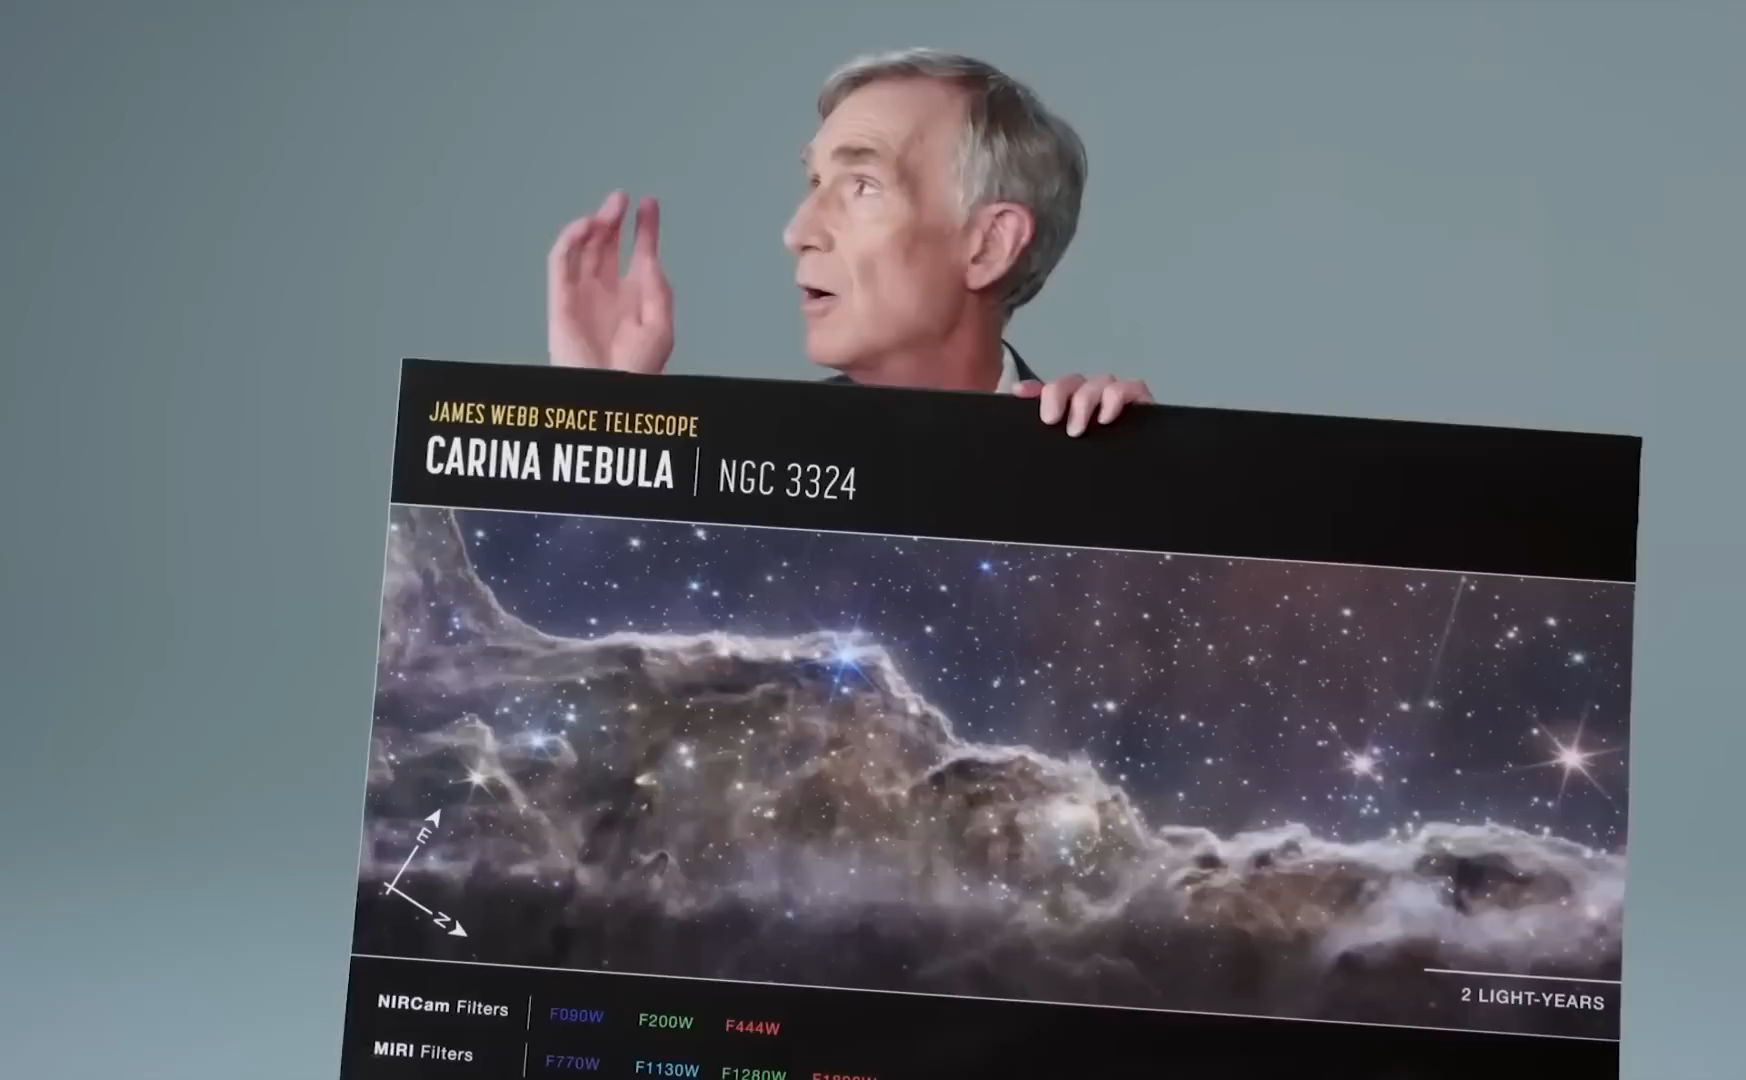 JAMES WEBB SPACE TELESCOPE
CARINA NEBULA | NGC 3324
E
N
2 LIGHT-YEARS
NIRCam Filters | F090W F200W F444W
MIRI Filters | F770W F1130W F1280W